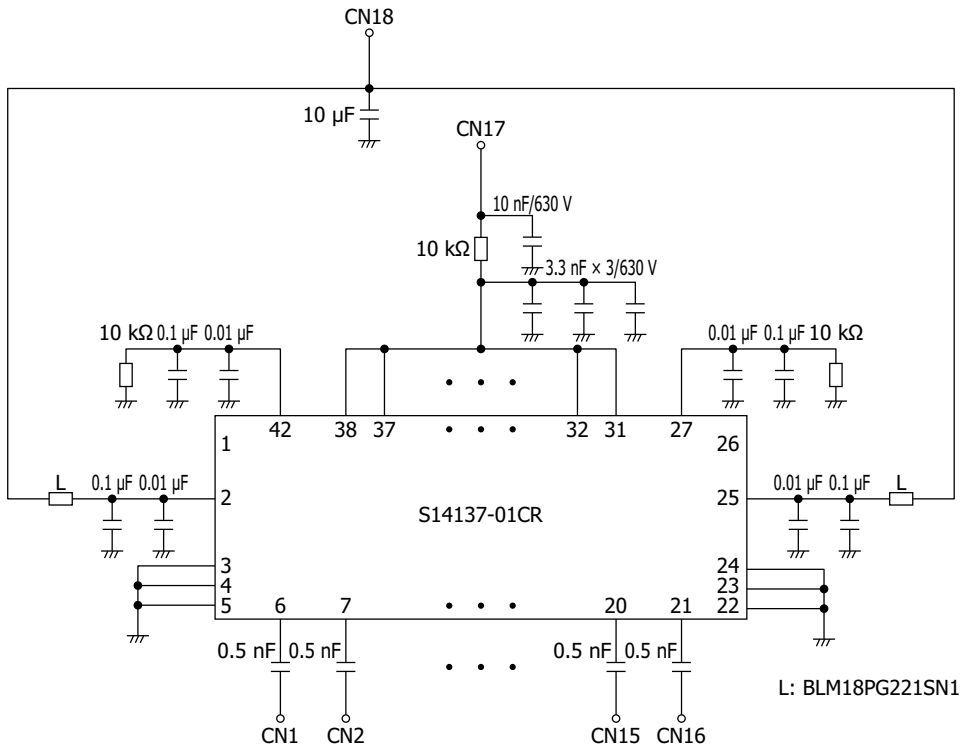 CN18
10 µF
CN17
10 nF/630 V
10 kΩ
3.3 nF × 3/630 V
10 kΩ 0.1 µF 0.01 µF
0.01 µF 0.1 µF 10 kΩ
42 38 37 32 31 27
1 26
L 0.1 µF 0.01 µF 2
25 0.01 µF 0.1 µF L
S14137-01CR
3 24
4 23
5 22
6 7 20 21
0.5 nF 0.5 nF 0.5 nF 0.5 nF
L: BLM18PG221SN1
CN1 CN2 CN15 CN16